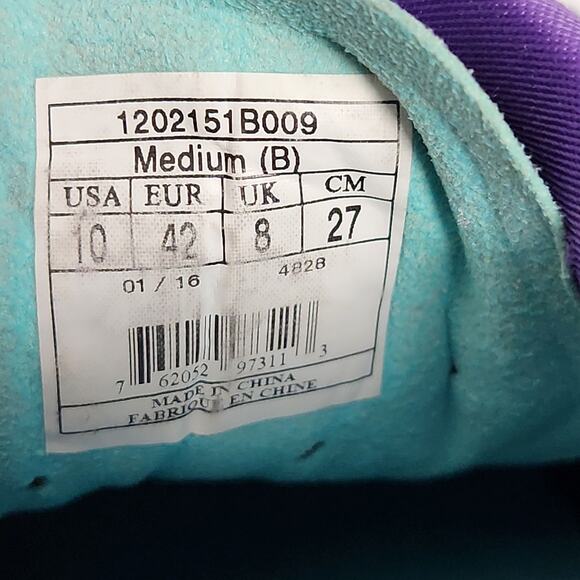 1202151B009
Medium (B)
USA EUR UK CM
10 42 8 27
01 / 16 4828
7 62052 97311 3
MADE IN CHINA
FABRIQUE EN CHINE